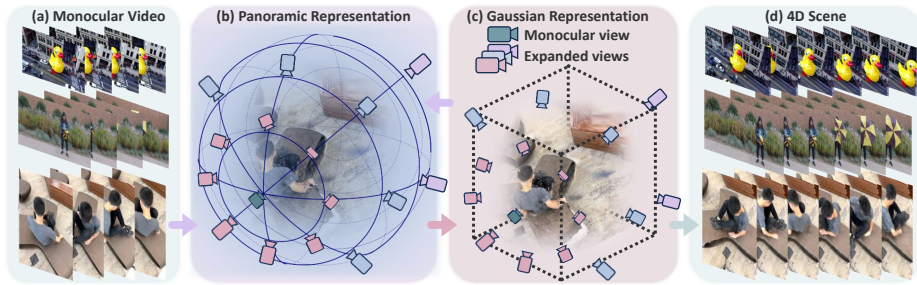 (a) Monocular Video
(b) Panoramic Representation
(c) Gaussian Representation
(d) 4D Scene
Monocular view
Expanded views